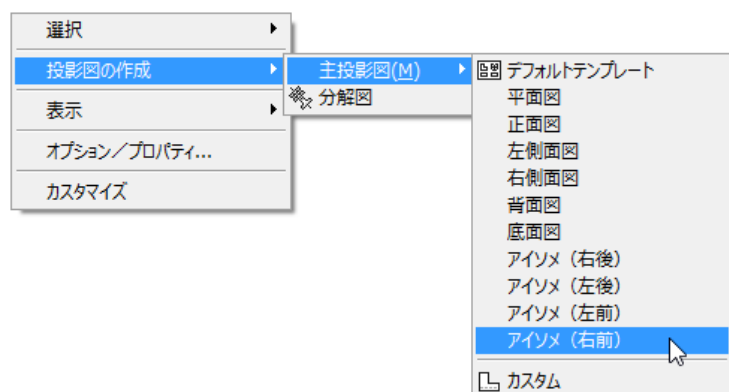 選択
投影図の作成
表示
オプション／プロパティ...
カスタマイズ
主投影図(M)
分解図
デフォルトテンプレート
平面図
正面図
左側面図
右側面図
背面図
底面図
アイソメ（右後）
アイソメ（左後）
アイソメ（左前）
アイソメ（右前）
カスタム